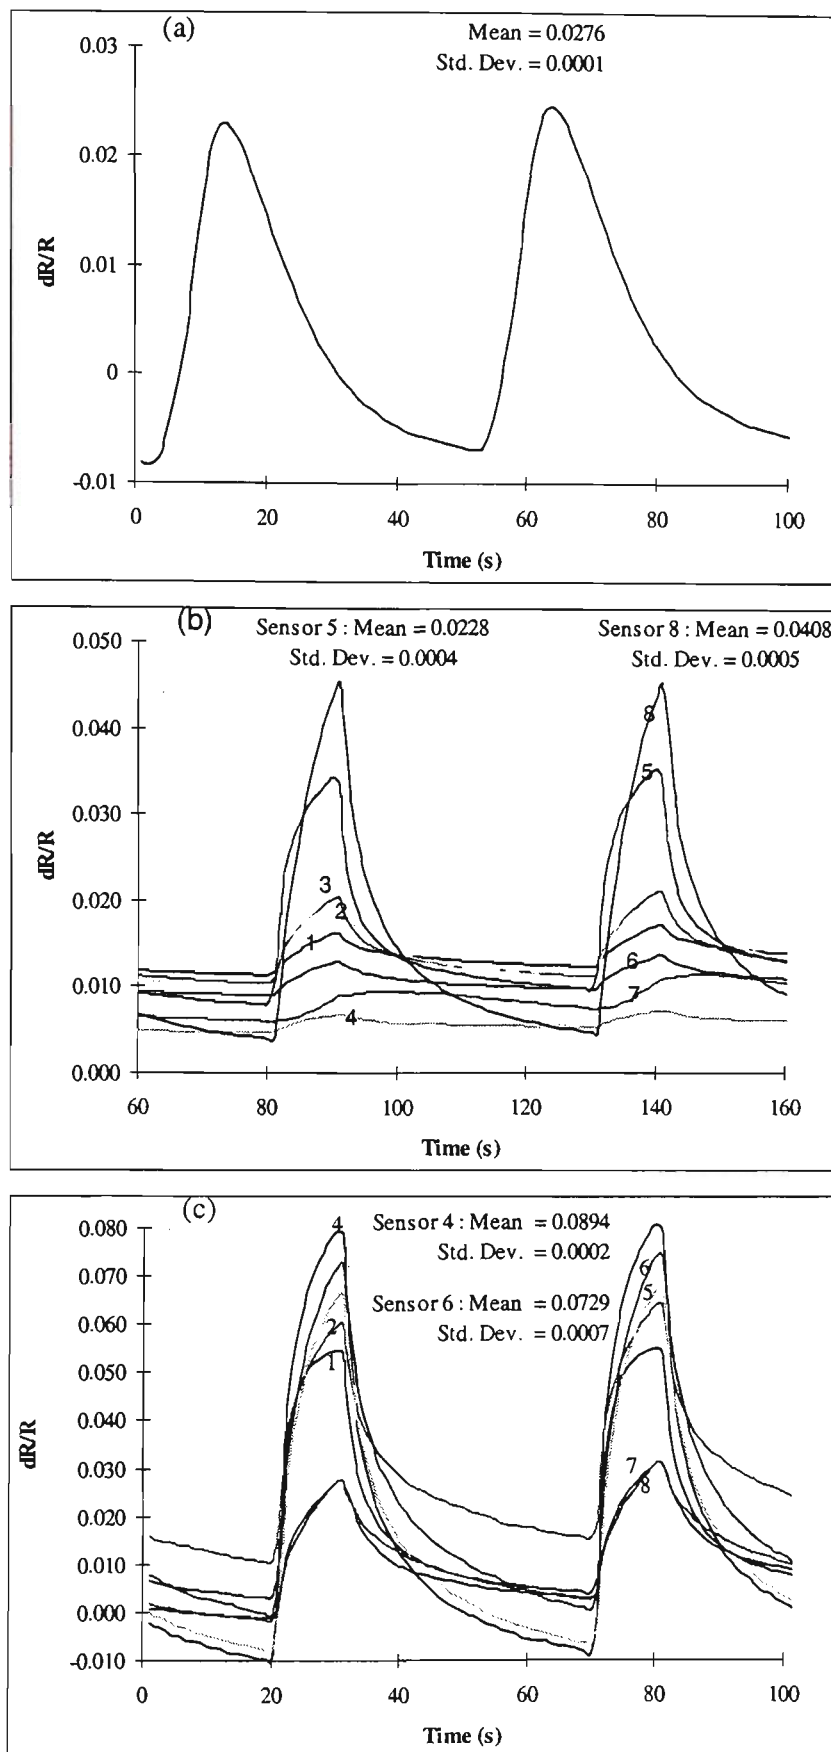 (a)
Mean = 0.0276
Std. Dev. = 0.0001
0.03
0.02
0.01
0
-0.01
dR/R
0 20 40 60 80 100
Time (s)
(b)
Sensor 5 : Mean = 0.0228
Std. Dev. = 0.0004
Sensor 8 : Mean = 0.0408
Std. Dev. = 0.0005
0.050
0.040
0.030
0.020
0.010
0.000
dR/R
8
5
3
2
1
6
7
4
60 80 100 120 140 160
Time (s)
(c)
Sensor 4 : Mean = 0.0894
Std. Dev. = 0.0002
Sensor 6 : Mean = 0.0729
Std. Dev. = 0.0007
0.080
0.070
0.060
0.050
0.040
0.030
0.020
0.010
0.000
-0.010
dR/R
4
6
5
2
1
7
8
0 20 40 60 80 100
Time (s)